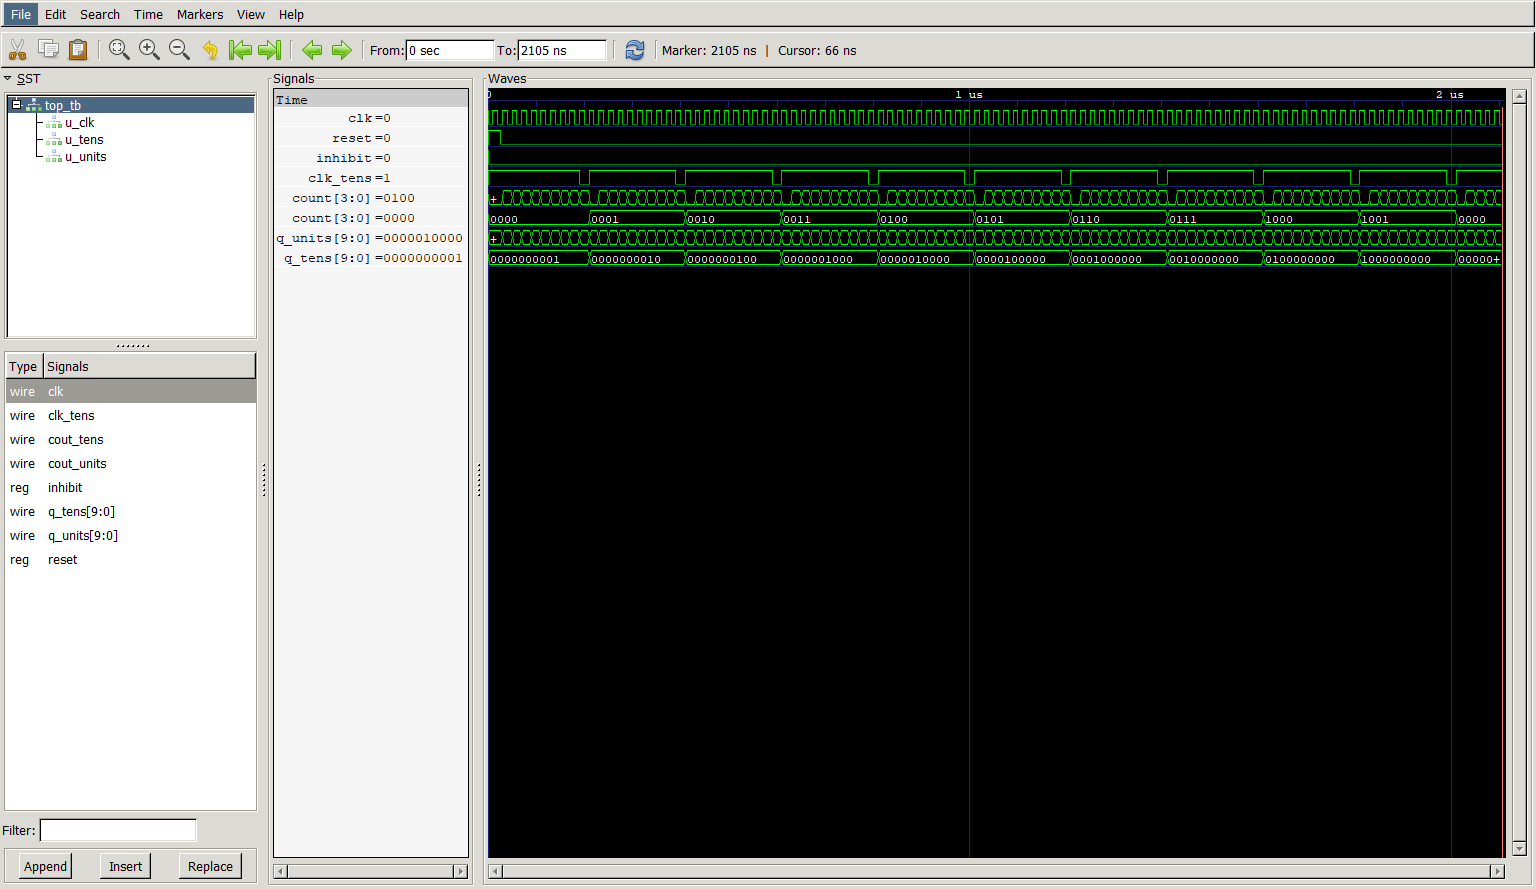 File Edit Search Time Markers View Help
From: 0 sec To: 2105 ns Marker: 2105 ns | Cursor: 66 ns
SST
top_tb
u_clk
u_tens
u_units
Type Signals
wire clk
wire clk_tens
wire cout_tens
wire cout_units
reg inhibit
wire q_tens[9:0]
wire q_units[9:0]
reg reset
Filter:
Append Insert Replace
Signals
Time
clk =0
reset =0
inhibit =0
clk_tens =1
count[3:0] =0100
count[3:0] =0000
q_units[9:0] =0000010000
q_tens[9:0] =0000000001
Waves
0 1 us 2 us
+
0000 0001 0010 0011 0100 0101 0110 0111 1000 1001 0000
+
0000000001 0000000010 0000000100 0000001000 0000010000 0000100000 0001000000 0010000000 0100000000 1000000000 00000+